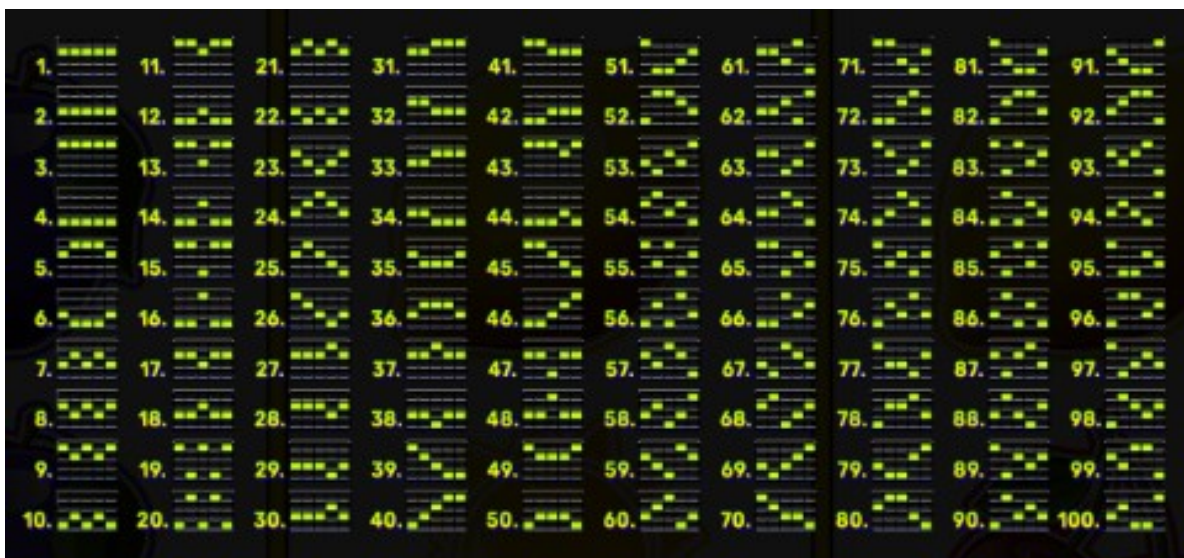 1. 11. 21. 31. 41. 51. 61. 71. 81. 91.
2. 12. 22. 32. 42. 52. 62. 72. 82. 92.
3. 13. 23. 33. 43. 53. 63. 73. 83. 93.
4. 14. 24. 34. 44. 54. 64. 74. 84. 94.
5. 15. 25. 35. 45. 55. 65. 75. 85. 95.
6. 16. 26. 36. 46. 56. 66. 76. 86. 96.
7. 17. 27. 37. 47. 57. 67. 77. 87. 97.
8. 18. 28. 38. 48. 58. 68. 78. 88. 98.
9. 19. 29. 39. 49. 59. 69. 79. 89. 99.
10. 20. 30. 40. 50. 60. 70. 80. 90. 100.